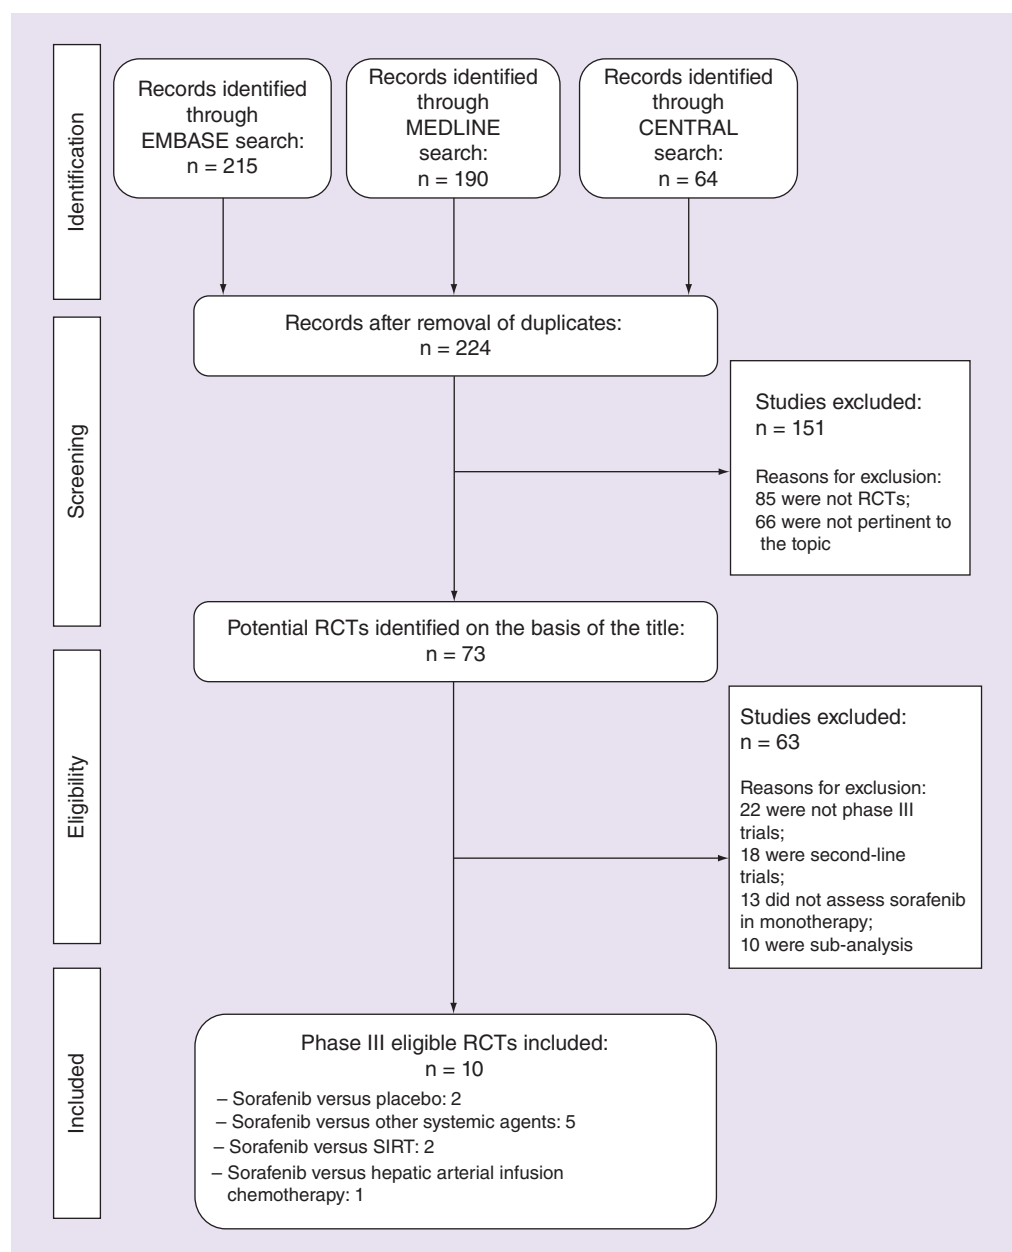 Identification
Records identified
through
EMBASE search:
n = 215
Records identified
through
MEDLINE
search:
n = 190
Records identified
through
CENTRAL
search:
n = 64
Screening
Records after removal of duplicates:
n = 224
Studies excluded:
n = 151
Reasons for exclusion:
85 were not RCTs;
66 were not pertinent to
the topic
Potential RCTs identified on the basis of the title:
n = 73
Eligibility
Studies excluded:
n = 63
Reasons for exclusion:
22 were not phase III
trials;
18 were second-line
trials;
13 did not assess sorafenib
in monotherapy;
10 were sub-analysis
Included
Phase III eligible RCTs included:
n = 10
– Sorafenib versus placebo: 2
– Sorafenib versus other systemic agents: 5
– Sorafenib versus SIRT: 2
– Sorafenib versus hepatic arterial infusion
chemotherapy: 1